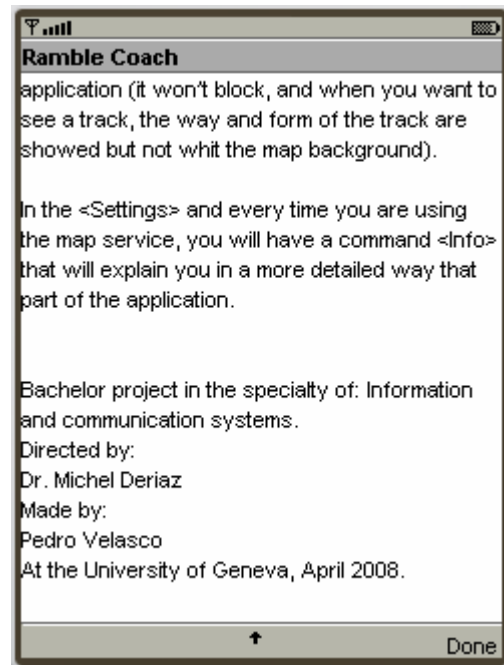 Ramble Coach
application (it won't block, and when you want to
see a track, the way and form of the track are
showed but not whit the map background).
In the <Settings> and every time you are using
the map service, you will have a command <Info>
that will explain you in a more detailed way that
part of the application.
Bachelor project in the specialty of: Information
and communication systems.
Directed by:
Dr. Michel Deriaz
Made by:
Pedro Velasco
At the University of Geneva, April 2008.
Done